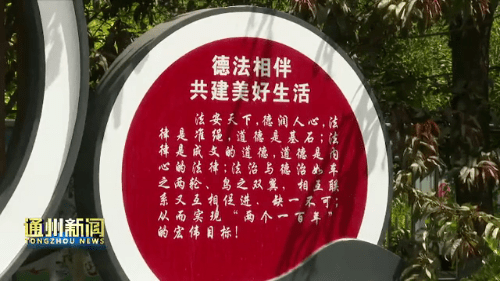 德法相伴
共建美好生活
法安天下，德润人心，法
律是准绳，道德是基石；法
律是成文的道德，道德是内
心的法律；法治与德治如车
之两轮、鸟之双翼，相互联
系又相互促进，缺一不可；
从而实现“两个一百年”
的宏伟目标！
通州新闻
TONGZHOU NEWS